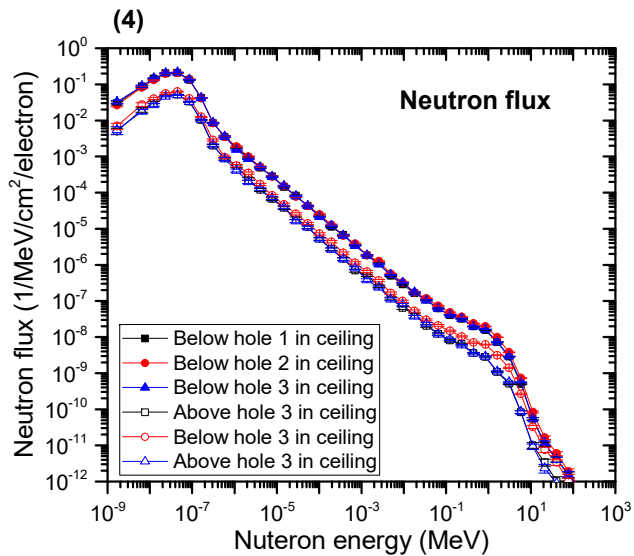 (4)
Neutron flux
Neutron flux (1/MeV/cm²/electron)
10⁰
10⁻¹
10⁻²
10⁻³
10⁻⁴
10⁻⁵
10⁻⁶
10⁻⁷
10⁻⁸
10⁻⁹
10⁻¹⁰
10⁻¹¹
10⁻¹²
Below hole 1 in ceiling
Below hole 2 in ceiling
Below hole 3 in ceiling
Above hole 3 in ceiling
Below hole 3 in ceiling
Above hole 3 in ceiling
10⁻⁹ 10⁻⁷ 10⁻⁵ 10⁻³ 10⁻¹ 10¹ 10³
Nuteron energy (MeV)